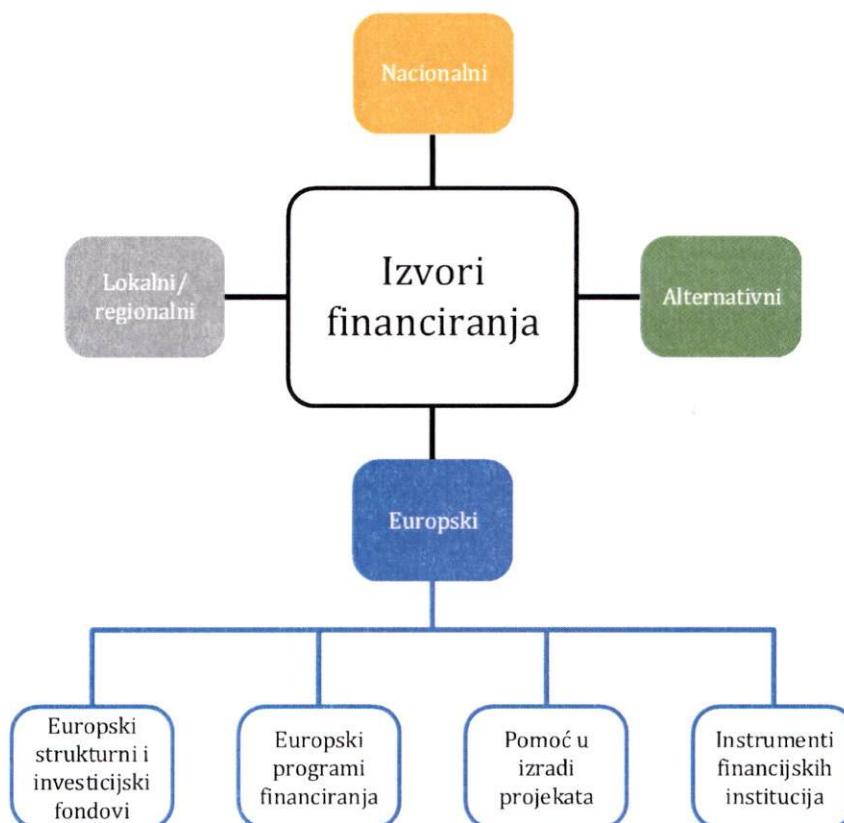 Nacionalni
Lokalni/
regionalni
Izvori
financiranja
Alternativni
Europski
Europski
strukturni i
investicijski
fondovi
Europski
programi
financiranja
Pomoć u
izradi
projekata
Instrumenti
financijskih
institucija